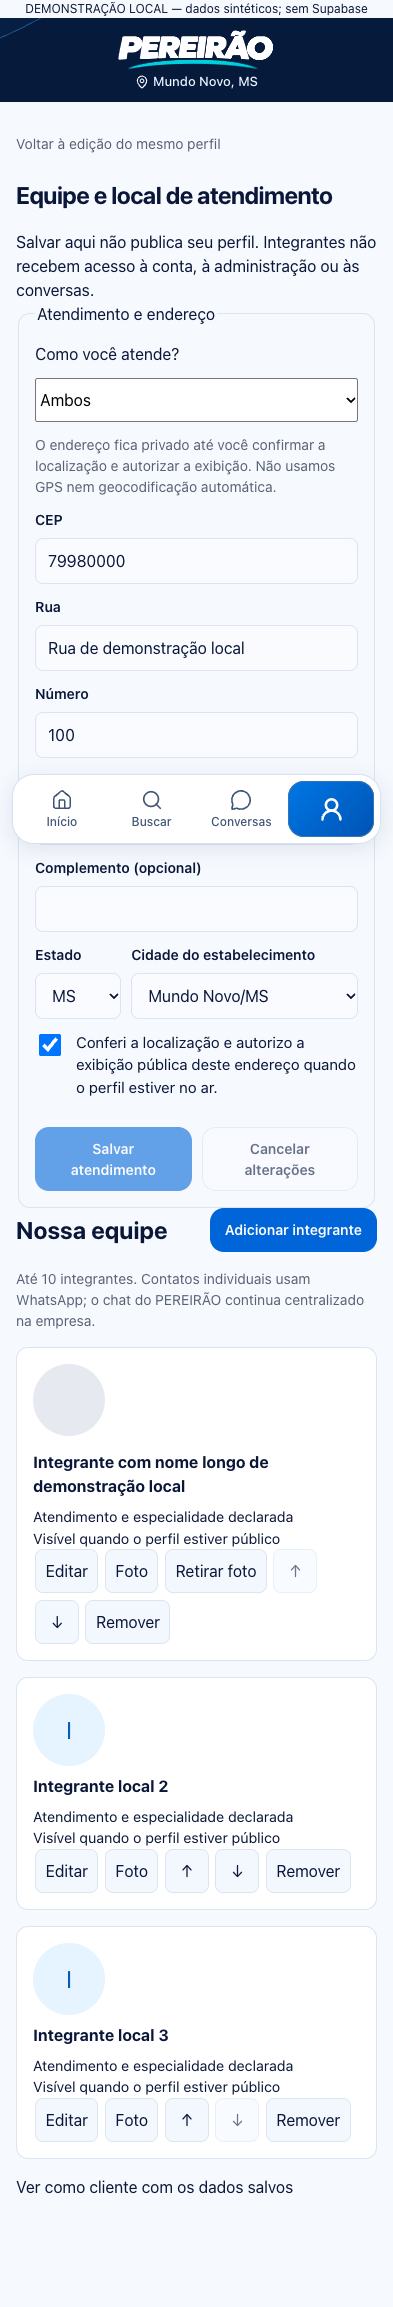 DEMONSTRAÇÃO LOCAL — dados sintéticos; sem Supabase
PEREIRÃO
Mundo Novo, MS
Voltar à edição do mesmo perfil
Equipe e local de atendimento
Salvar aqui não publica seu perfil. Integrantes não
recebem acesso à conta, à administração ou às
conversas.
Atendimento e endereço
Como você atende?
Ambos
O endereço fica privado até você confirmar a
localização e autorizar a exibição. Não usamos
GPS nem geocodificação automática.
CEP
79980000
Rua
Rua de demonstração local
Número
100
Início
Buscar
Conversas
Complemento (opcional)
Estado
Cidade do estabelecimento
MS
Mundo Novo/MS
Conferi a localização e autorizo a
exibição pública deste endereço quando
o perfil estiver no ar.
Salvar
atendimento
Cancelar
alterações
Nossa equipe
Adicionar integrante
Até 10 integrantes. Contatos individuais usam
WhatsApp; o chat do PEREIRÃO continua centralizado
na empresa.
Integrante com nome longo de
demonstração local
Atendimento e especialidade declarada
Visível quando o perfil estiver público
Editar Foto Retirar foto ↑
↓ Remover
I
Integrante local 2
Atendimento e especialidade declarada
Visível quando o perfil estiver público
Editar Foto ↑ ↓ Remover
I
Integrante local 3
Atendimento e especialidade declarada
Visível quando o perfil estiver público
Editar Foto ↑ ↓ Remover
Ver como cliente com os dados salvos